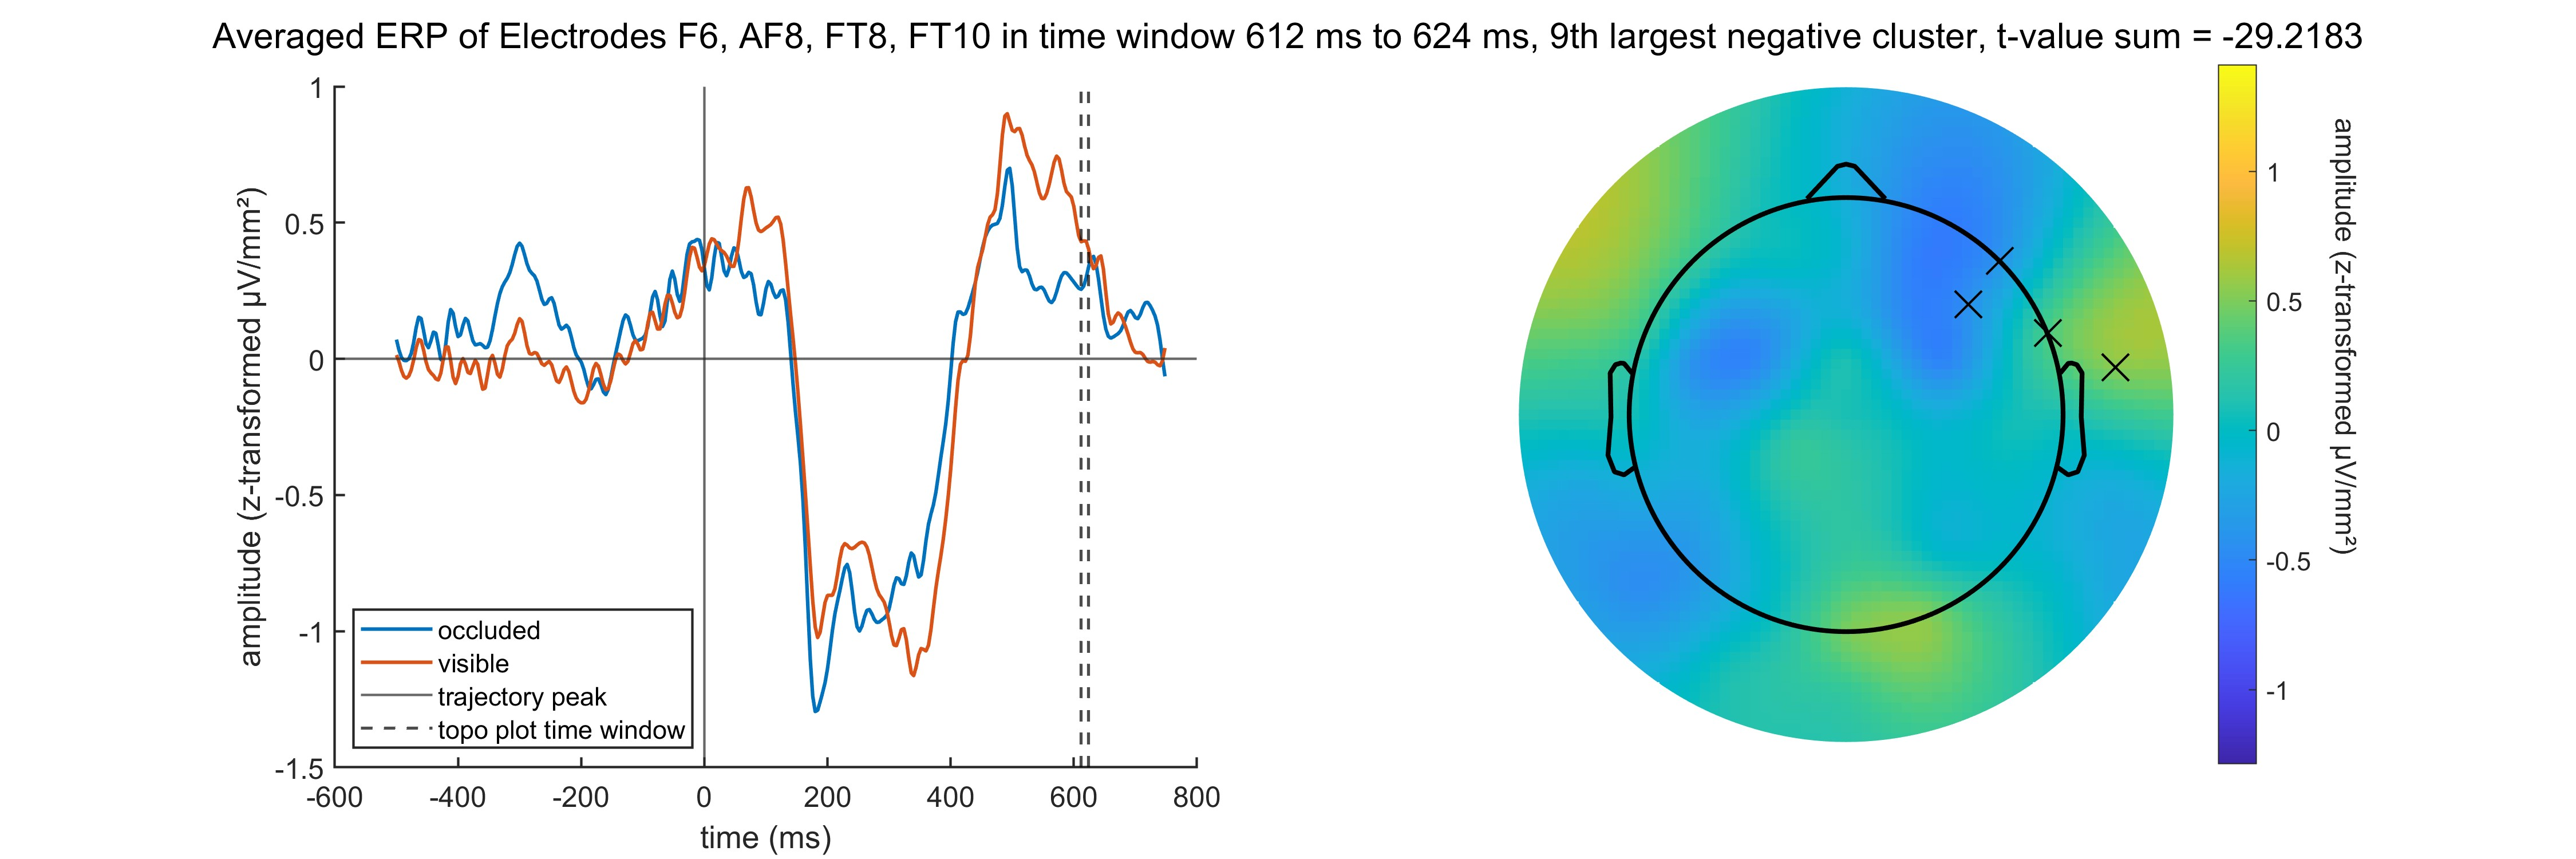 Averaged ERP of Electrodes F6, AF8, FT8, FT10 in time window 612 ms to 624 ms, 9th largest negative cluster, t-value sum = -29.2183
amplitude (z-transformed µV/mm²)
1
0.5
0
-0.5
-1
-1.5
-600
-400
-200
0
200
400
600
800
time (ms)
occluded
visible
trajectory peak
topo plot time window
1
0.5
0
-0.5
-1
amplitude (z-transformed µV/mm²)